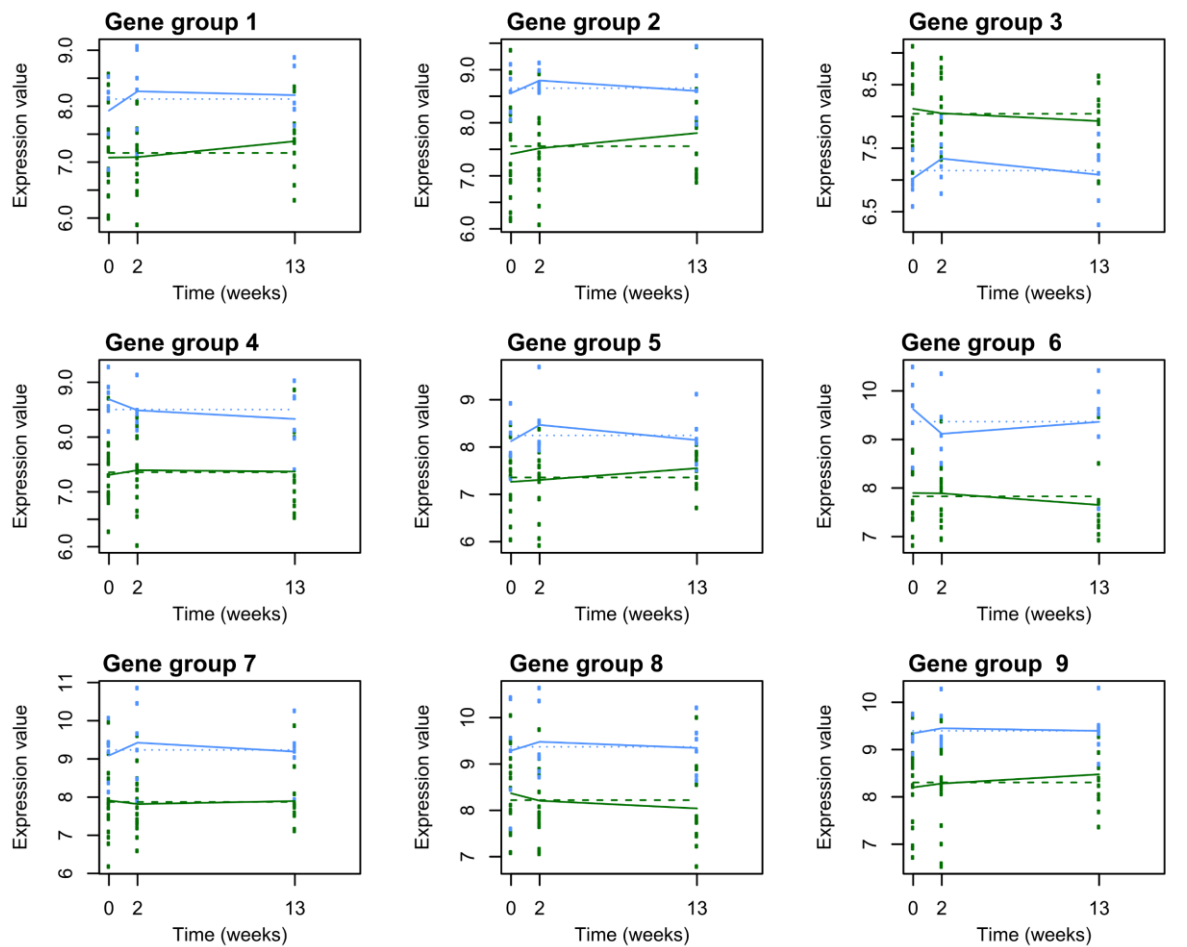 Gene group 1
Expression value
9.0
8.0
7.0
6.0
0 2 13
Time (weeks)
Gene group 2
Expression value
9.0
8.0
7.0
6.0
0 2 13
Time (weeks)
Gene group 3
Expression value
8.5
7.5
6.5
0 2 13
Time (weeks)
Gene group 4
Expression value
9.0
8.0
7.0
6.0
0 2 13
Time (weeks)
Gene group 5
Expression value
9
8
7
6
0 2 13
Time (weeks)
Gene group  6
Expression value
10
9
8
7
0 2 13
Time (weeks)
Gene group 7
Expression value
11
10
9
8
7
6
0 2 13
Time (weeks)
Gene group 8
Expression value
10
9
8
7
0 2 13
Time (weeks)
Gene group  9
Expression value
10
9
8
7
0 2 13
Time (weeks)